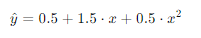 ŷ = 0.5 + 1.5 · x + 0.5 · x²